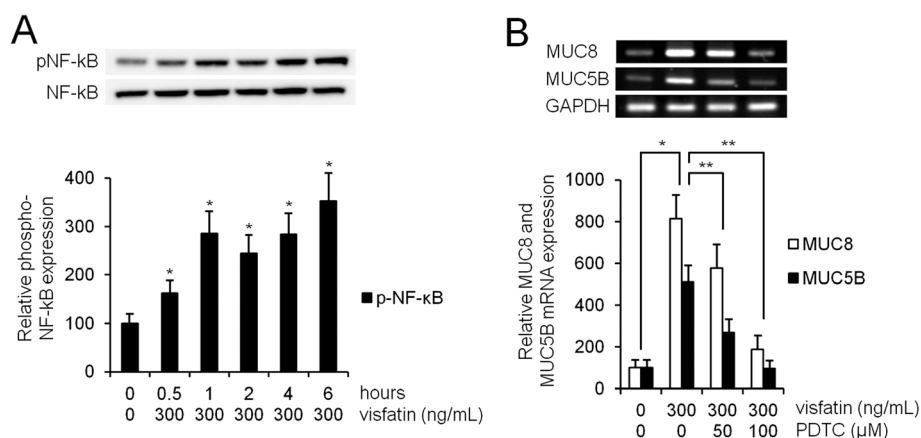 A
pNF-kB
NF-kB
Relative phospho-
NF-kB expression
400
300
200
100
0
* * * * *
p-NF-κB
0 0.5 1 2 4 6 hours
0 300 300 300 300 300 visfatin (ng/mL)
B
MUC8
MUC5B
GAPDH
* **
**
Relative MUC8 and
MUC5B mRNA expression
1000
800
600
400
200
0
MUC8
MUC5B
0 300 300 300 visfatin (ng/mL)
0 0 50 100 PDTC (µM)